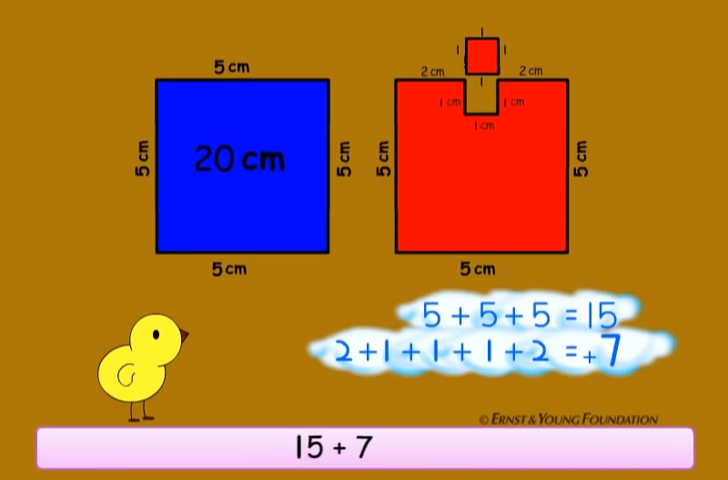 1
1 1
1
5 cm 2 cm 2 cm
1 cm 1 cm
1 cm
5 cm 20 cm 5 cm 5 cm 5 cm
5 cm 5 cm
5 + 5 + 5 = 15
2 + 1 + 1 + 1 + 2 = + 7
© ERNST & YOUNG FOUNDATION
15 + 7